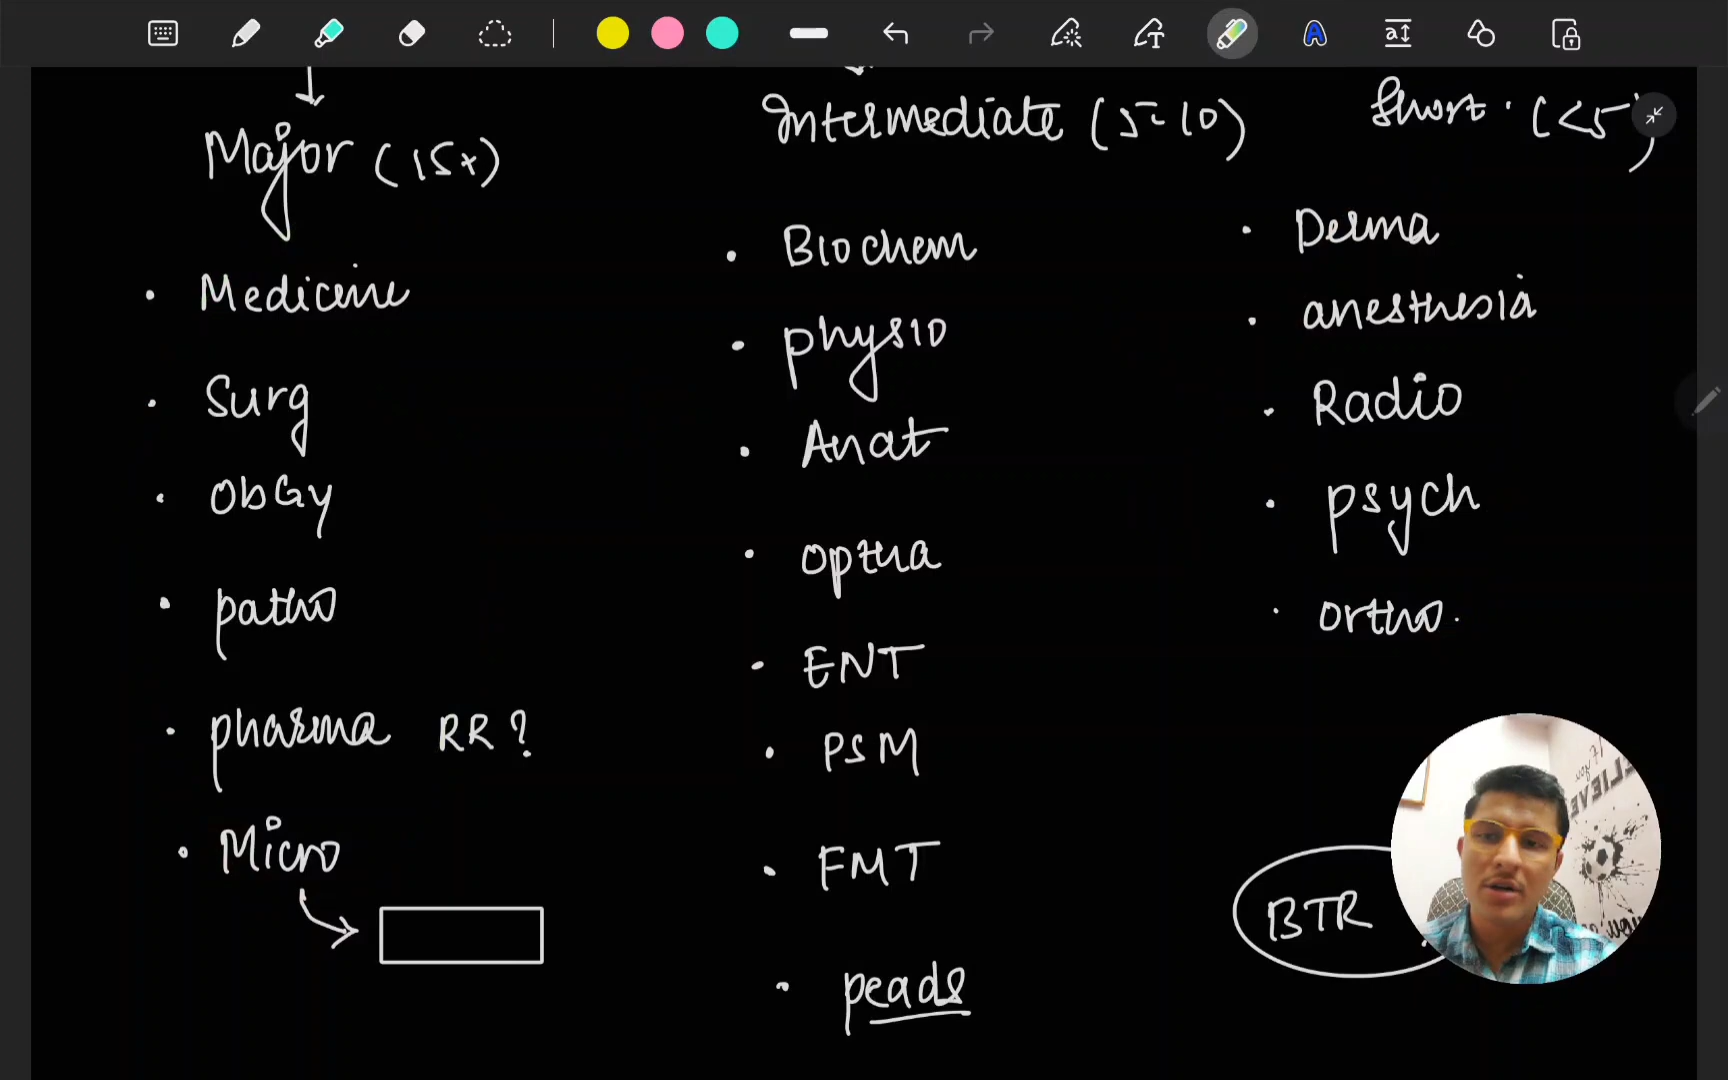 Major (15+)
• Medicine
• Surg
• ObGy
• patho
• pharma RR?
• Micro
Intermediate (5-10)
• Biochem
• physio
• Anat
• optha
• ENT
• PSM
• FMT
• peads
Short. (<5)
• Derma
• anesthesia
• Radio
• psych
• ortho.
BTR